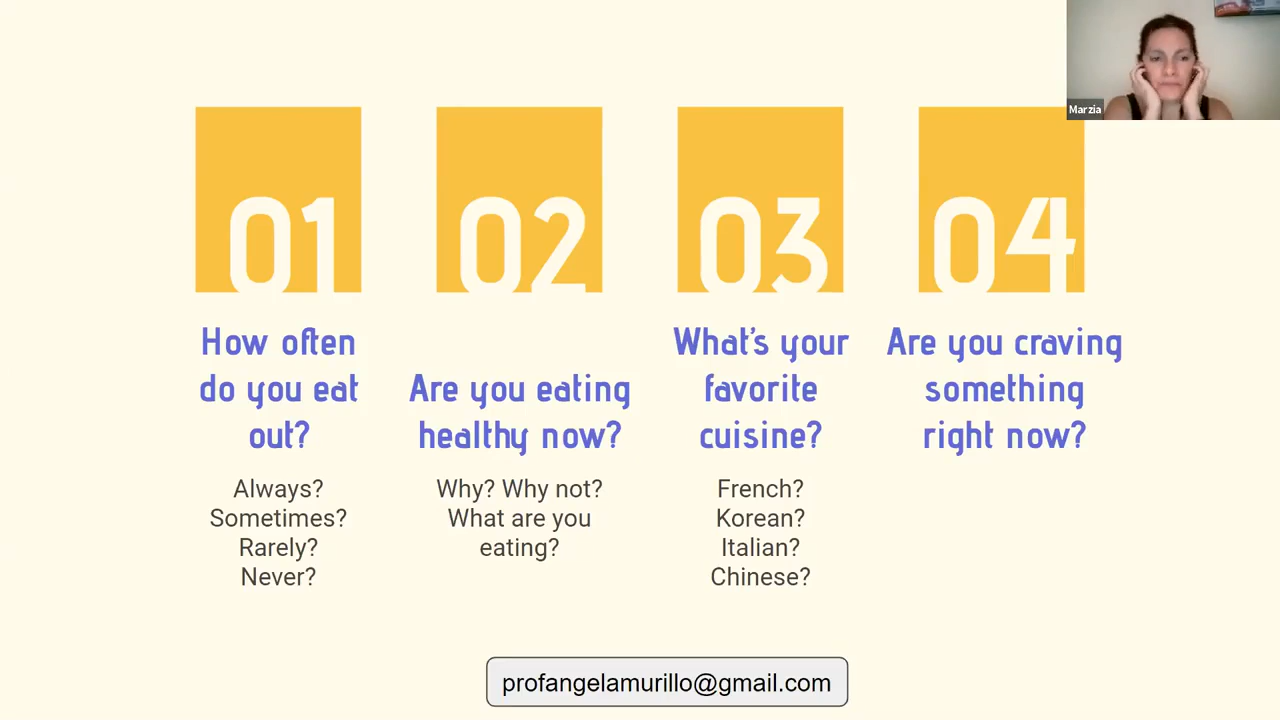 Marzia
01
02
03
04
How often
do you eat
out?
Always?
Sometimes?
Rarely?
Never?
Are you eating
healthy now?
Why? Why not?
What are you
eating?
What's your
favorite
cuisine?
French?
Korean?
Italian?
Chinese?
Are you craving
something
right now?
profangelamurillo@gmail.com